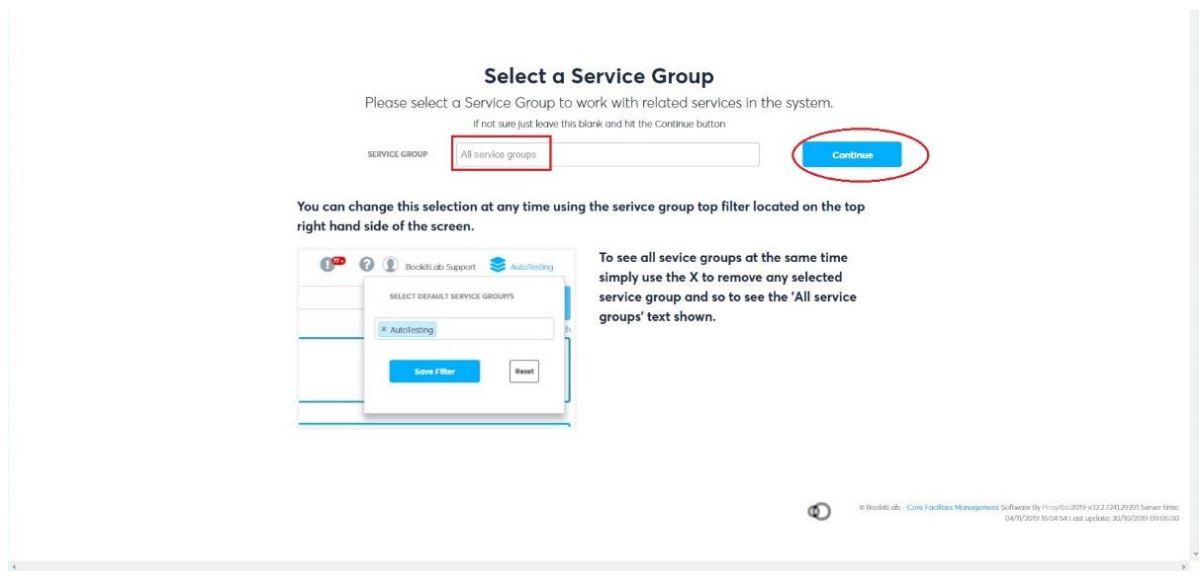 Select a Service Group
Please select a Service Group to work with related services in the system.
If not sure just leave this blank and hit the Continue button
SERVICE GROUP
All service groups
Continue
You can change this selection at any time using the serivce group top filter located on the top
right hand side of the screen.
BookitLab Support
AutoTesting
SELECT DEFAULT SERVICE GROUP/S
× AutoTesting
Save Filter
Reset
To see all sevice groups at the same time
simply use the X to remove any selected
service group and so to see the 'All service
groups' text shown.
© BookitLab - Core Facilities Management Software By Prog4biz2019 Server time:
04/11/2019 16:04:54 Last update: 30/10/2019 09:06:00